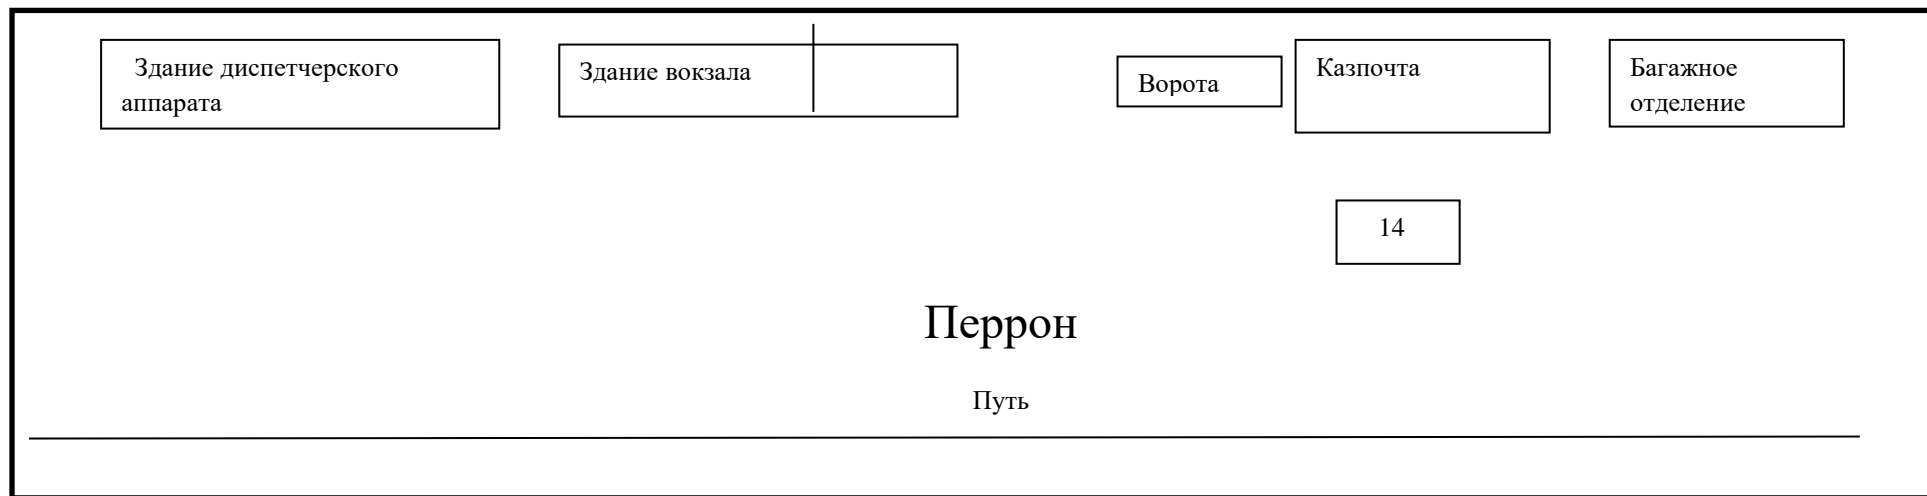 Здание диспетчерского
аппарата
Здание вокзала
Ворота
Казпочта
Багажное
отделение
14
Перрон
Путь